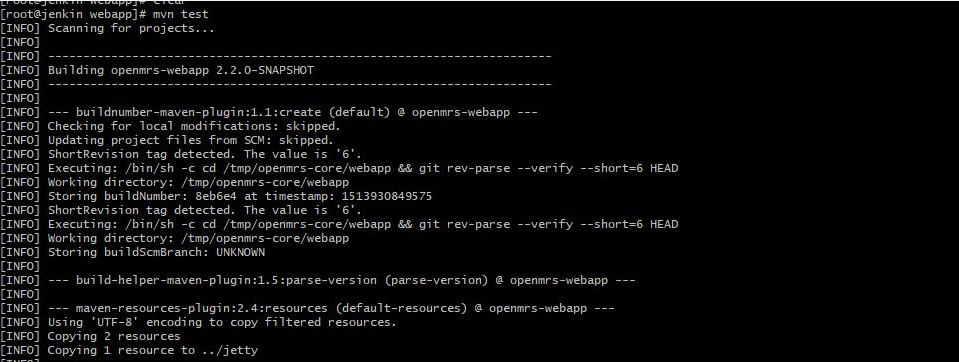 [root@jenkin webapp]# clear
[root@jenkin webapp]# mvn test
[INFO] Scanning for projects...
[INFO]
[INFO] ------------------------------------------------------------------------
[INFO] Building openmrs-webapp 2.2.0-SNAPSHOT
[INFO] ------------------------------------------------------------------------
[INFO]
[INFO] --- buildnumber-maven-plugin:1.1:create (default) @ openmrs-webapp ---
[INFO] Checking for local modifications: skipped.
[INFO] Updating project files from SCM: skipped.
[INFO] ShortRevision tag detected. The value is '6'.
[INFO] Executing: /bin/sh -c cd /tmp/openmrs-core/webapp && git rev-parse --verify --short=6 HEAD
[INFO] Working directory: /tmp/openmrs-core/webapp
[INFO] Storing buildNumber: 8eb6e4 at timestamp: 1513930849575
[INFO] ShortRevision tag detected. The value is '6'.
[INFO] Executing: /bin/sh -c cd /tmp/openmrs-core/webapp && git rev-parse --verify --short=6 HEAD
[INFO] Working directory: /tmp/openmrs-core/webapp
[INFO] Storing buildScmBranch: UNKNOWN
[INFO]
[INFO] --- build-helper-maven-plugin:1.5:parse-version (parse-version) @ openmrs-webapp ---
[INFO]
[INFO] --- maven-resources-plugin:2.4:resources (default-resources) @ openmrs-webapp ---
[INFO] Using 'UTF-8' encoding to copy filtered resources.
[INFO] Copying 2 resources
[INFO] Copying 1 resource to ../jetty
[INFO]